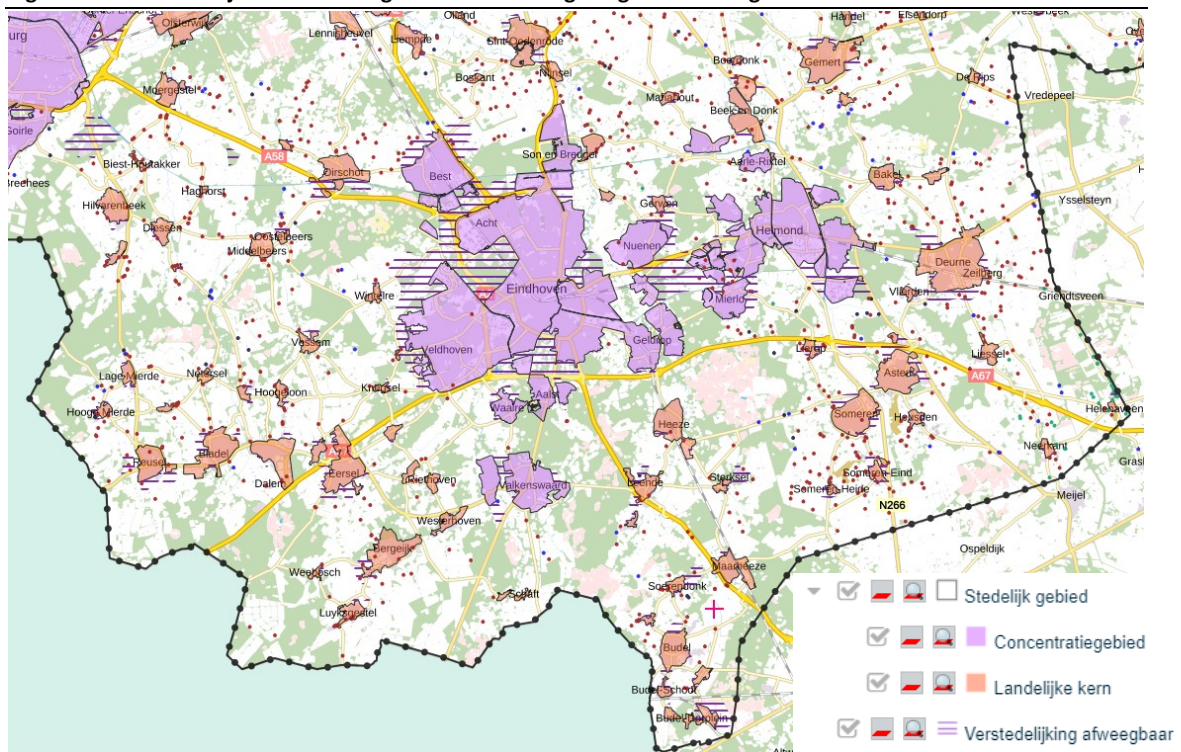 Olland
Handel
Elsendorp
Oisterwijk
Lennisheuvel
Liempde
Sint-Oedenrode
Boerdonk
Gemert
Nijnsel
Boskant
De Rips
Moergestel
Mariahout
Vredepeel
Beek en Donk
Goirle
A58
Son en Breugel
Biest-Houtakker
Oirschot
Best
Aarle-Rixtel
Bakel
Haghorst
Hilvarenbeek
Gerwen
Ysselsteyn
Diessen
Acht
Helmond
Oostelbeers
Middelbeers
Nuenen
Deurne
Zeilberg
Eindhoven
Wintelre
Mierlo
Vlierden
Griendtsveen
Vessem
Veldhoven
Geldrop
Lierop
Liessel
Lage Mierde
Netersel
Knegsel
Asten
A67
Hoogeloon
Aalst
Hooge Mierde
Waalre
Someren
Heusden
Helenaveen
Heeze
Reusel
Bladel
Eersel
Neerkant
Dalem
Riethoven
Valkenswaard
Leende
Sterksel
Someren-Eind
Someren-Heide
Meijel
N266
Westerhoven
Bergeijk
Ospeldijk
Weebosch
Maarheeze
Soerendonk
Schaft
Luyksgestel
Budel
Budel-Schoot
Budel-Dorplein
Stedelijk gebied
Concentratiegebied
Landelijke kern
Verstedelijking afweegbaar